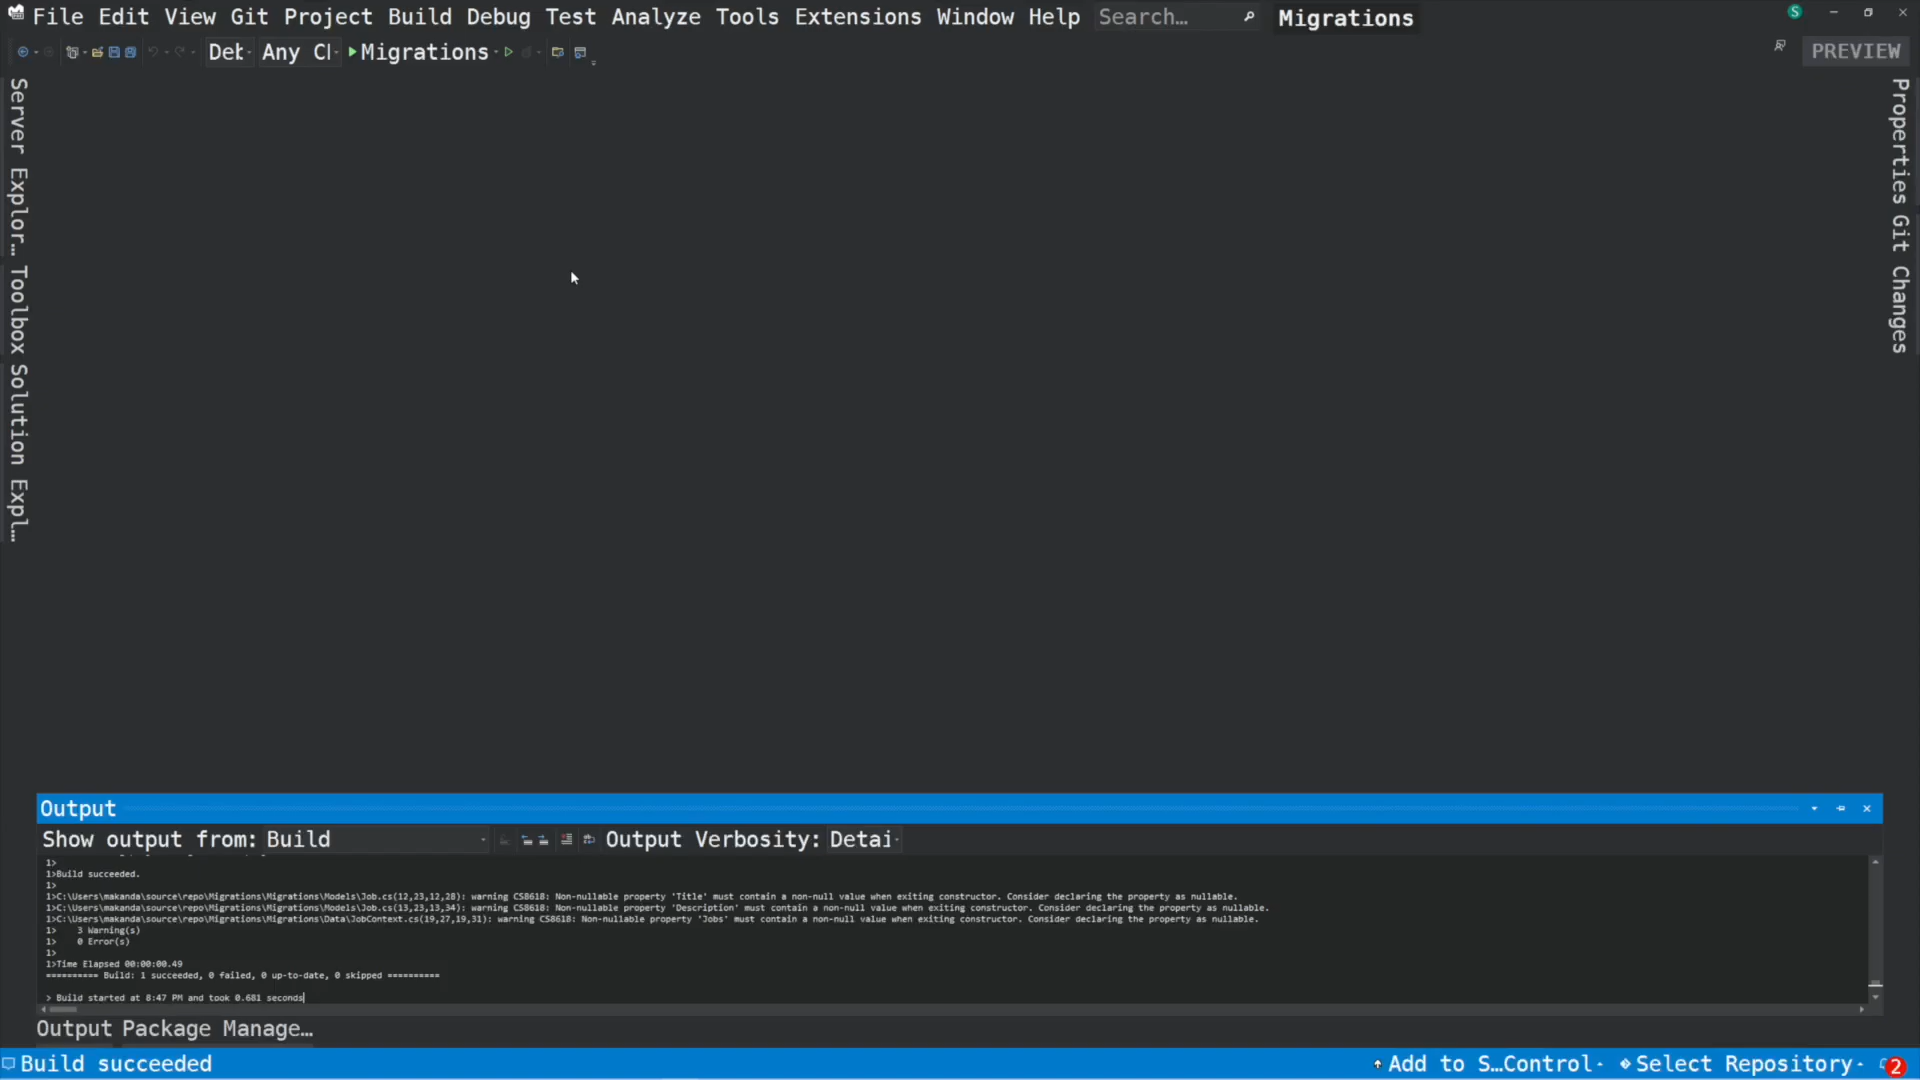 File Edit View Git Project Build Debug Test Analyze Tools Extensions Window Help Search... Migrations S
Deb Any C Migrations PREVIEW
Server Explor...
Toolbox
Solution Expl...
Properties
Git Changes
Output
Show output from: Build Output Verbosity: Detai
1>
1>Build succeeded.
1>
1>C:\Users\makanda\source\repo\Migrations\Migrations\Models\Job.cs(12,23,12,28): warning CS8618: Non-nullable property 'Title' must contain a non-null value when exiting constructor. Consider declaring the property as nullable.
1>C:\Users\makanda\source\repo\Migrations\Migrations\Models\Job.cs(13,23,13,34): warning CS8618: Non-nullable property 'Description' must contain a non-null value when exiting constructor. Consider declaring the property as nullable.
1>C:\Users\makanda\source\repo\Migrations\Migrations\Data\JobContext.cs(19,27,19,31): warning CS8618: Non-nullable property 'Jobs' must contain a non-null value when exiting constructor. Consider declaring the property as nullable.
1> 3 Warning(s)
1> 0 Error(s)
1>
1>Time Elapsed 00:00:00.49
========== Build: 1 succeeded, 0 failed, 0 up-to-date, 0 skipped ==========
> Build started at 8:47 PM and took 0.681 seconds
Output Package Manage...
Build succeeded Add to S...Control Select Repository 2